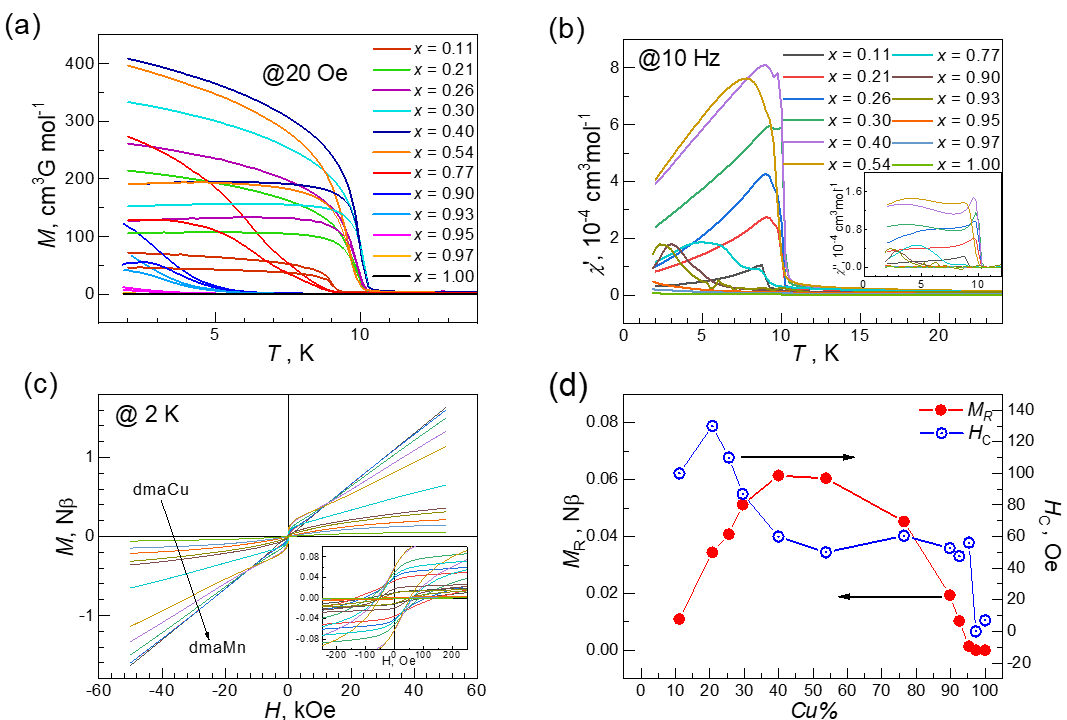 (a)
@20 Oe
x = 0.11
x = 0.21
x = 0.26
x = 0.30
x = 0.40
x = 0.54
x = 0.77
x = 0.90
x = 0.93
x = 0.95
x = 0.97
x = 1.00
400
300
200
100
0
M, cm³G mol⁻¹
5
10
T , K
(b)
@10 Hz
x = 0.11
x = 0.21
x = 0.26
x = 0.30
x = 0.40
x = 0.54
x = 0.77
x = 0.90
x = 0.93
x = 0.95
x = 0.97
x = 1.00
8
6
4
2
0
χ', 10⁻⁴ cm³mol⁻¹
0
5
10
15
20
T , K
1.6
0.8
0.0
χ', 10⁻⁴ cm³mol⁻¹
0
5
10
T , K
(c)
@ 2 K
dmaCu
dmaMn
1
0
-1
M, Nβ
-60
-40
-20
0
20
40
60
H, kOe
0.08
0.04
0.00
-0.04
-0.08
-200
-100
0
100
200
H, Oe
(d)
M_R
H_C
0.08
0.06
0.04
0.02
0.00
M_R , Nβ
140
120
100
80
60
40
20
0
-20
H_C , Oe
0
10
20
30
40
50
60
70
80
90
100
Cu%